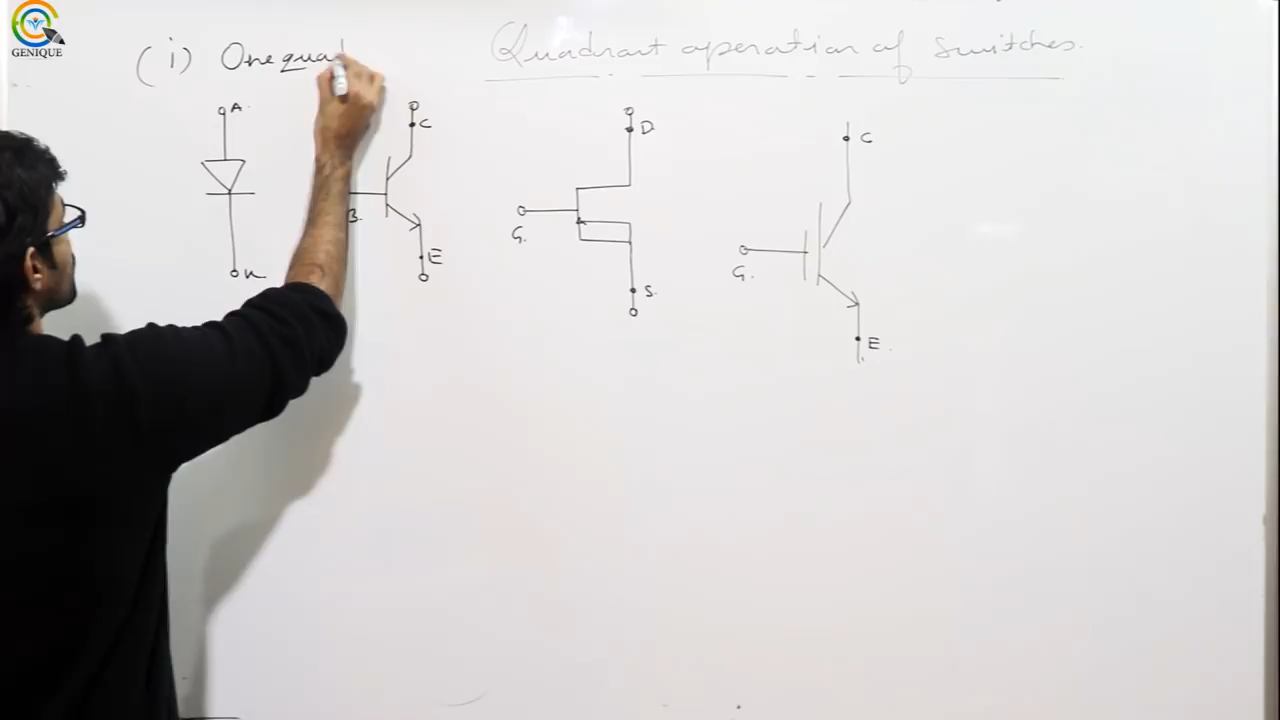 GENIQUE
(i) One quad
Quadrant operation of switches.
A.
K
C
B.
E
D.
G.
S.
C
G.
E.